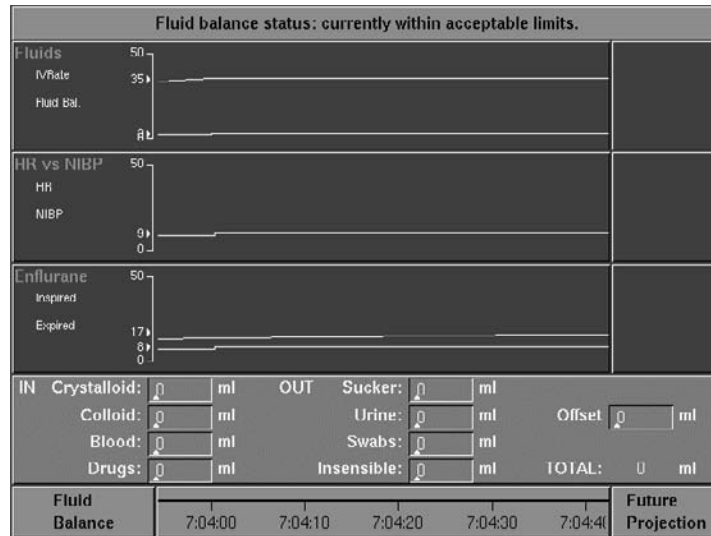 Fluid balance status: currently within acceptable limits.
Fluids 50
IVRate 35
Fluid Bal.
HR vs NIBP 50
HR
NIBP
9
0
Enflurane 50
Inspired
Expired 17
8
0
IN Crystalloid: 0 ml OUT Sucker: 0 ml
Colloid: 0 ml Urine: 0 ml Offset 0 ml
Blood: 0 ml Swabs: 0 ml
Drugs: 0 ml Insensible: 0 ml TOTAL: 0 ml
Fluid Balance
7:04:00 7:04:10 7:04:20 7:04:30
Future Projection